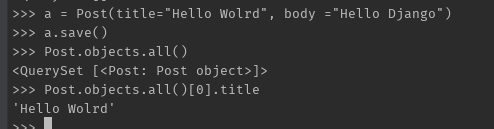 >>> a = Post(title="Hello Wolrd", body ="Hello Django")
>>> a.save()
>>> Post.objects.all()
<QuerySet [<Post: Post object>]>
>>> Post.objects.all()[0].title
'Hello Wolrd'
>>>